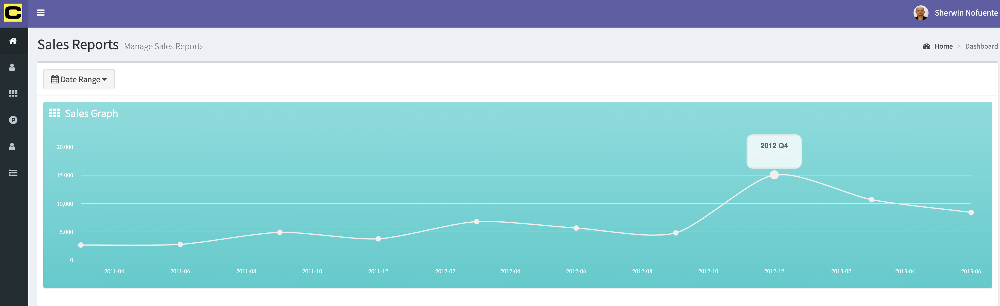 C
Sherwin Nofuente
Sales Reports Manage Sales Reports
Home > Dashboard
Date Range
Sales Graph
20,000
15,000
10,000
5,000
0
2012 Q4
Item 1: 15,073
P
2011-04 2011-06 2011-08 2011-10 2011-12 2012-02 2012-04 2012-06 2012-08 2012-10 2012-12 2013-02 2013-04 2013-06